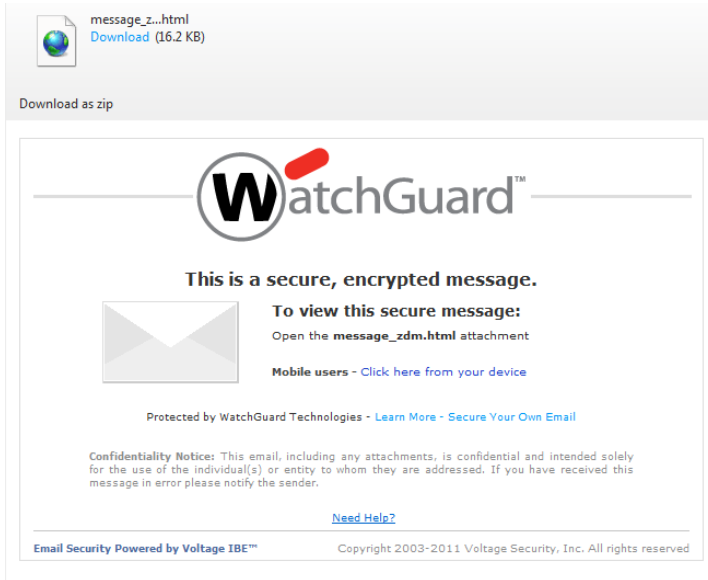 message_z...html
Download (16.2 KB)
Download as zip
WatchGuard™
This is a secure, encrypted message.
To view this secure message:
Open the message_zdm.html attachment
Mobile users - Click here from your device
Protected by WatchGuard Technologies - Learn More - Secure Your Own Email
Confidentiality Notice: This email, including any attachments, is confidential and intended solely
for the use of the individual(s) or entity to whom they are addressed. If you have received this
message in error please notify the sender.
Need Help?
Email Security Powered by Voltage IBE™ Copyright 2003-2011 Voltage Security, Inc. All rights reserved